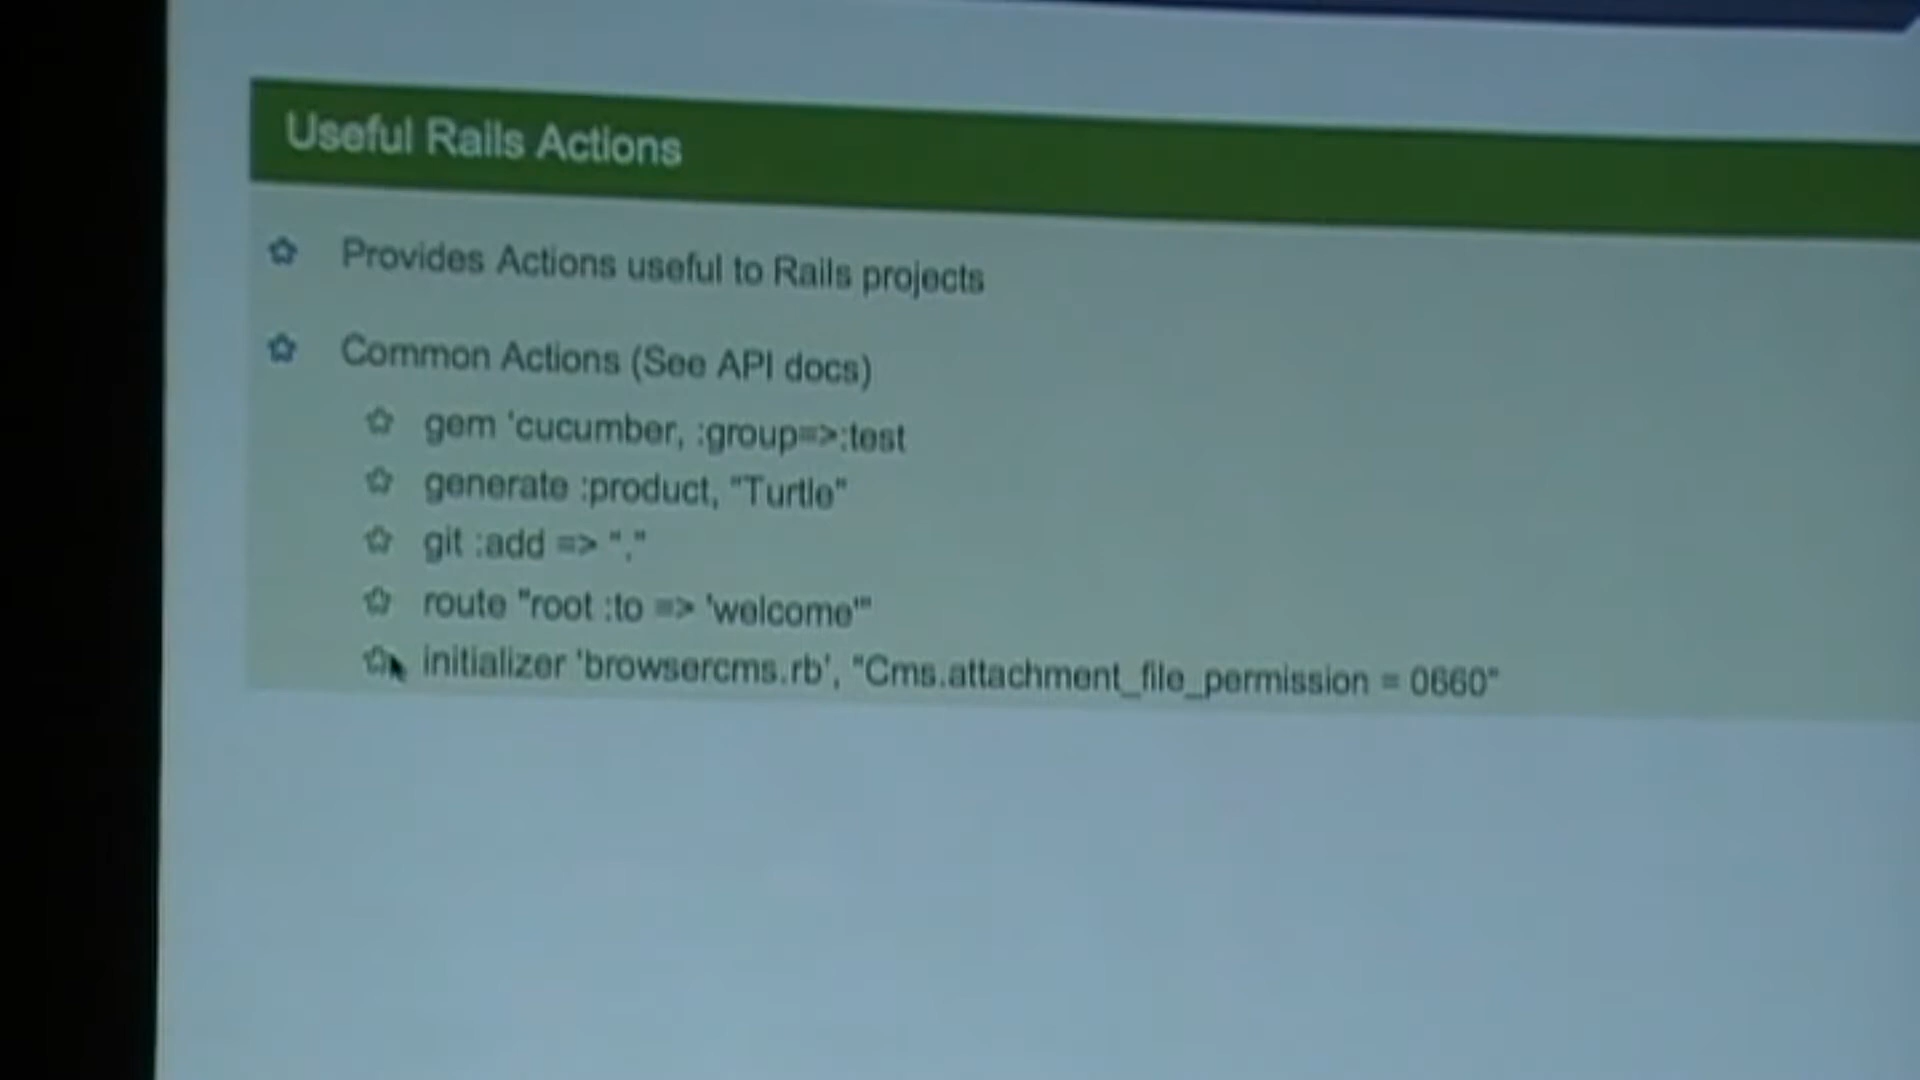 Useful Rails Actions
Provides Actions useful to Rails projects
Common Actions (See API docs)
gem 'cucumber, :group=>:test
generate :product, "Turtle"
git :add => "."
route "root :to => 'welcome'"
initializer 'browsercms.rb', "Cms.attachment_file_permission = 0660"